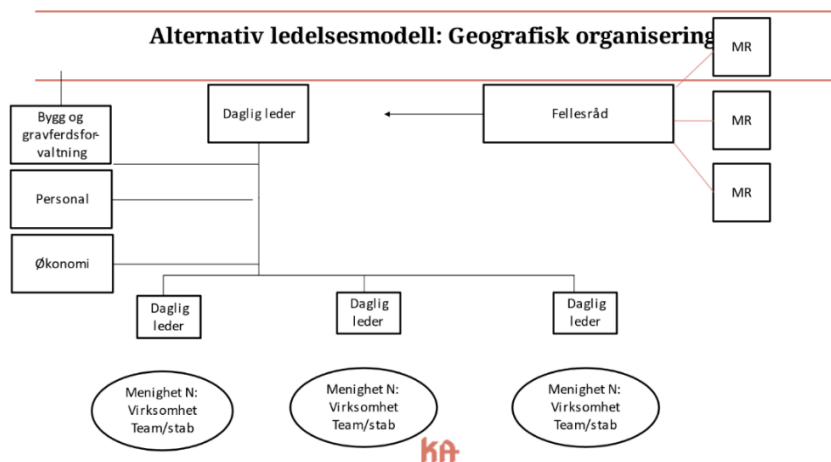 Alternativ ledelsesmodell: Geografisk organisering
MR
Bygg og
gravferdsfor-
valtning
Daglig leder
Fellesråd
MR
Personal
MR
Økonomi
Daglig
leder
Daglig
leder
Daglig
leder
Menighet N:
Virksomhet
Team/stab
Menighet N:
Virksomhet
Team/stab
Menighet N:
Virksomhet
Team/stab
KA